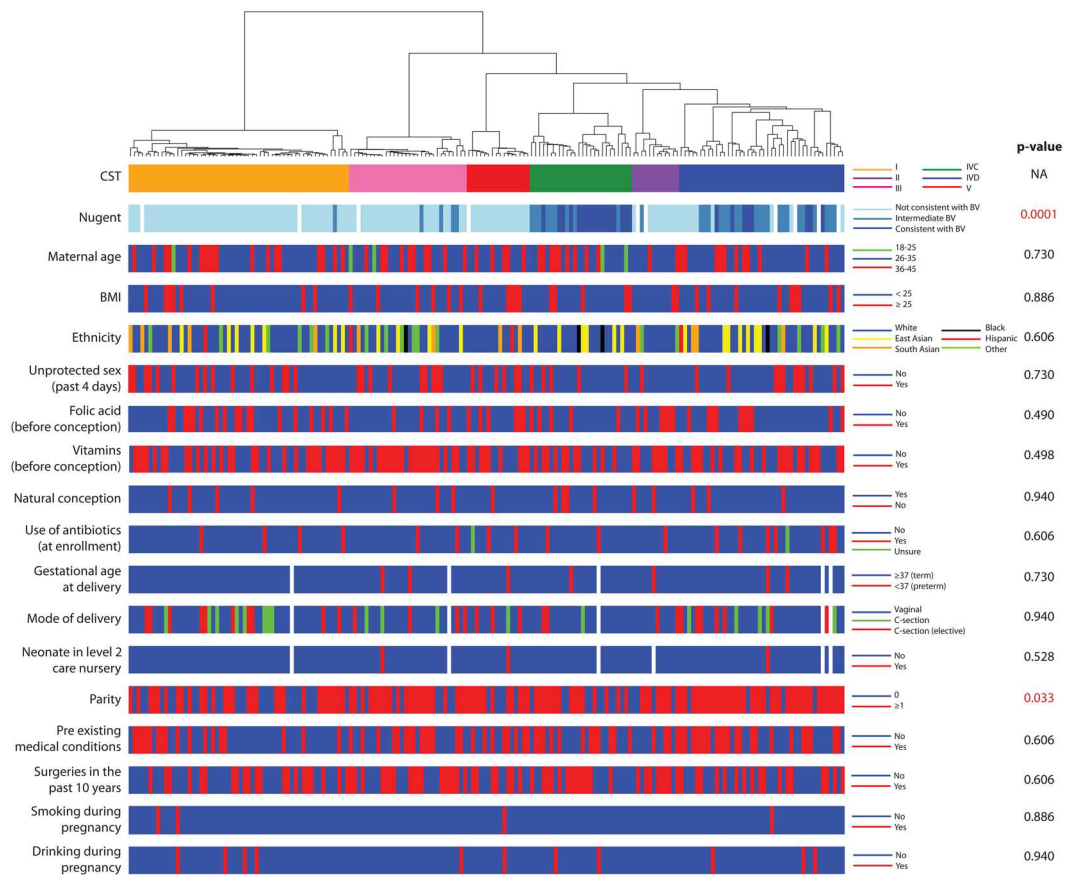 p-value
CST
I IVC
II IVD
III V
NA
Nugent
Not consistent with BV
Intermediate BV
Consistent with BV
0.0001
Maternal age
18-25
26-35
36-45
0.730
BMI
< 25
≥ 25
0.886
Ethnicity
White Black
East Asian Hispanic
South Asian Other
0.606
Unprotected sex
(past 4 days)
No
Yes
0.730
Folic acid
(before conception)
No
Yes
0.490
Vitamins
(before conception)
No
Yes
0.498
Natural conception
Yes
No
0.940
Use of antibiotics
(at enrollment)
No
Yes
Unsure
0.606
Gestational age
at delivery
≥37 (term)
<37 (preterm)
0.730
Mode of delivery
Vaginal
C-section
C-section (elective)
0.940
Neonate in level 2
care nursery
No
Yes
0.528
Parity
0
≥1
0.033
Pre existing
medical conditions
No
Yes
0.606
Surgeries in the
past 10 years
No
Yes
0.606
Smoking during
pregnancy
No
Yes
0.886
Drinking during
pregnancy
No
Yes
0.940